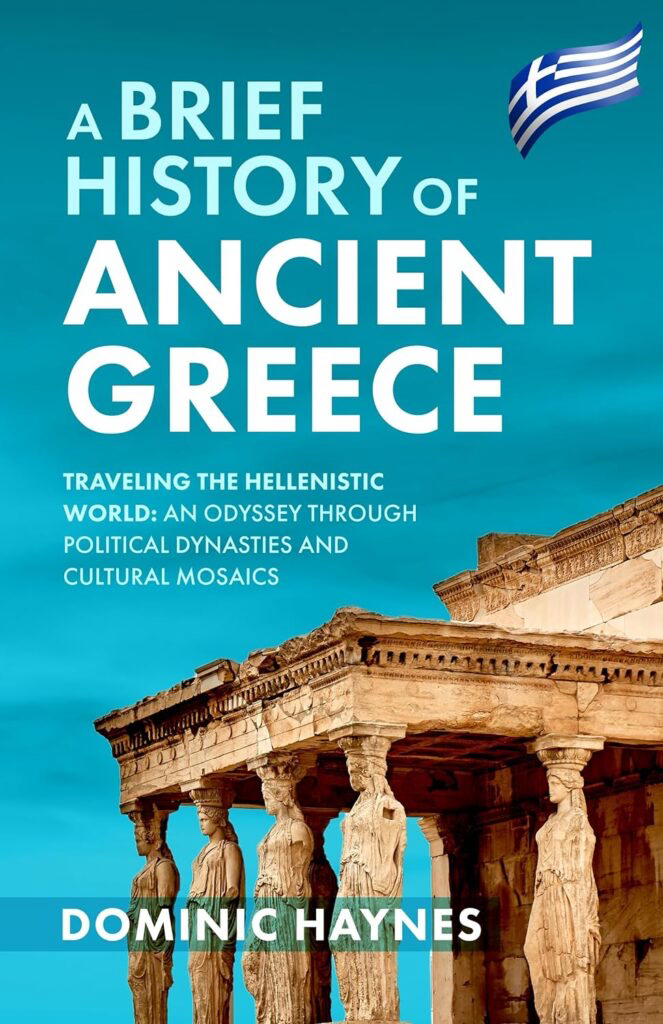 A BRIEF
HISTORY OF
ANCIENT
GREECE
TRAVELING THE HELLENISTIC
WORLD: AN ODYSSEY THROUGH
POLITICAL DYNASTIES AND
CULTURAL MOSAICS
DOMINIC HAYNES